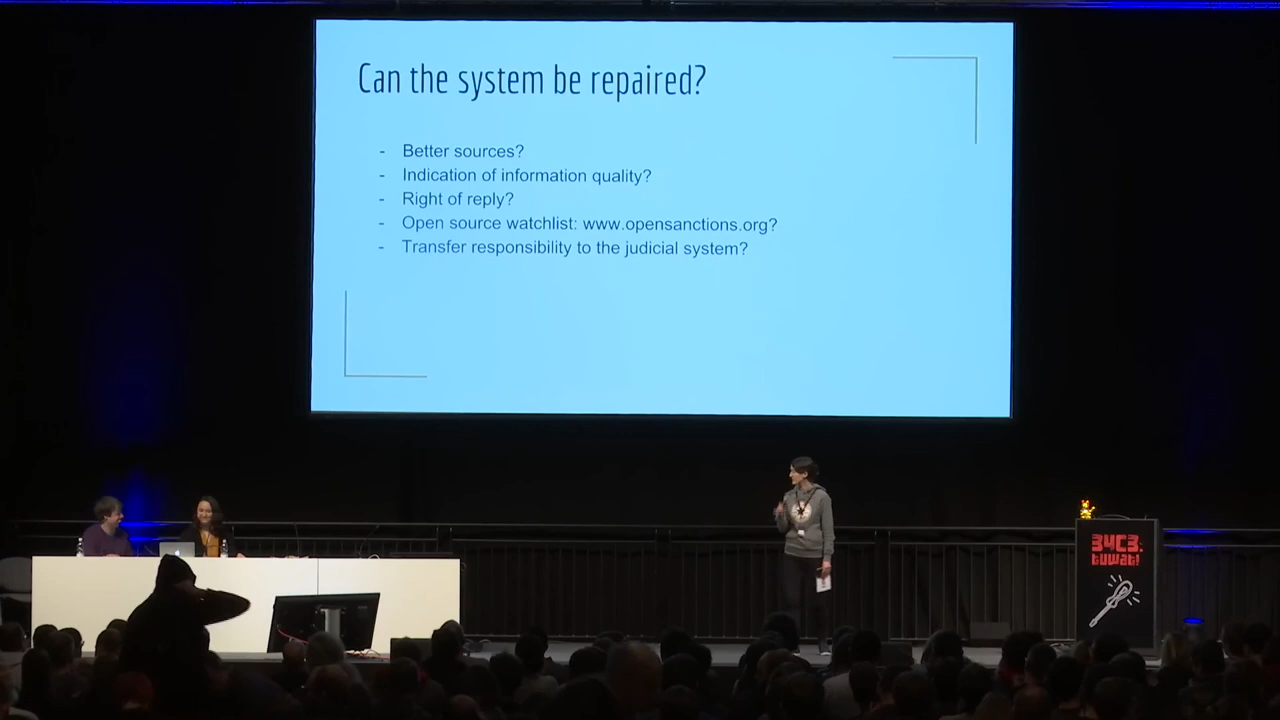 Can the system be repaired?
- Better sources?
- Indication of information quality?
- Right of reply?
- Open source watchlist: www.opensanctions.org?
- Transfer responsibility to the judicial system?
34C3.
tuwat!